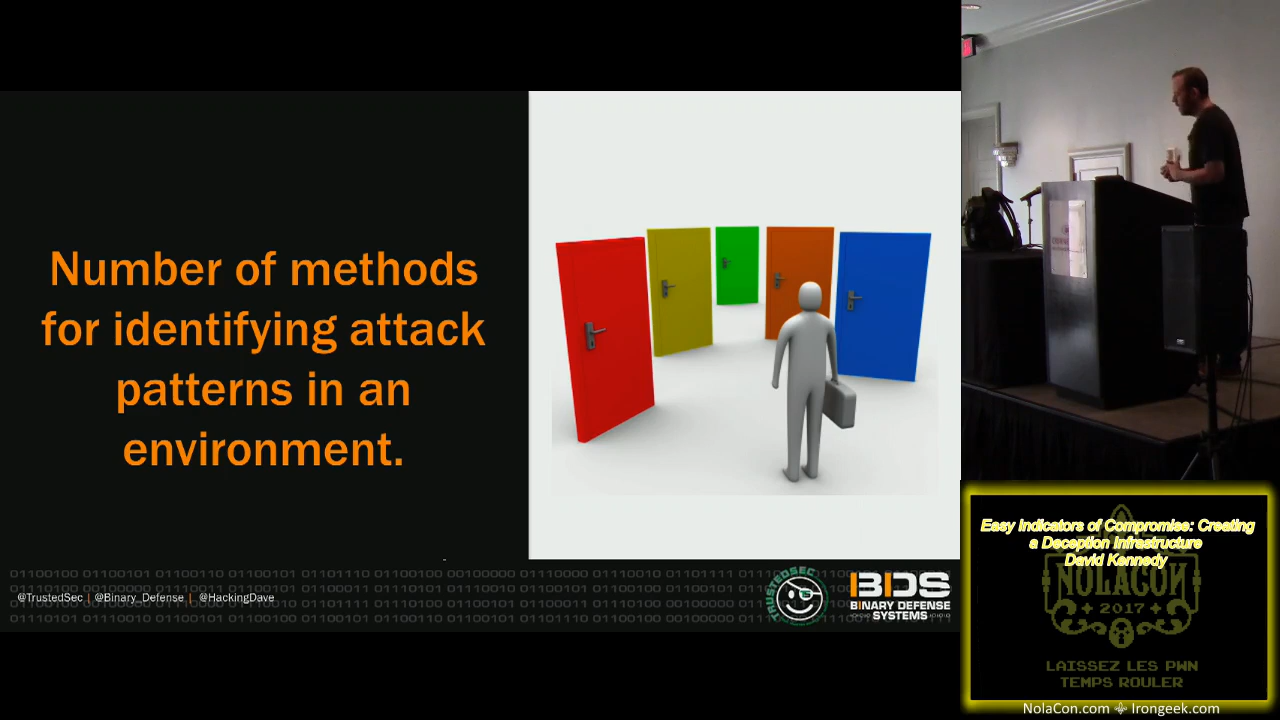 Number of methods
for identifying attack
patterns in an
environment.
@TrustedSec | @Binary_Defense | @HackingDave
TRUSTEDSEC
BDS
BINARY DEFENSE
SYSTEMS
Easy Indicators of Compromise: Creating
a Deception Infrastructure
David Kennedy
NOLACON
2017
LAISSEZ LES PWN
TEMPS ROULER
NolaCon.com Irongeek.com